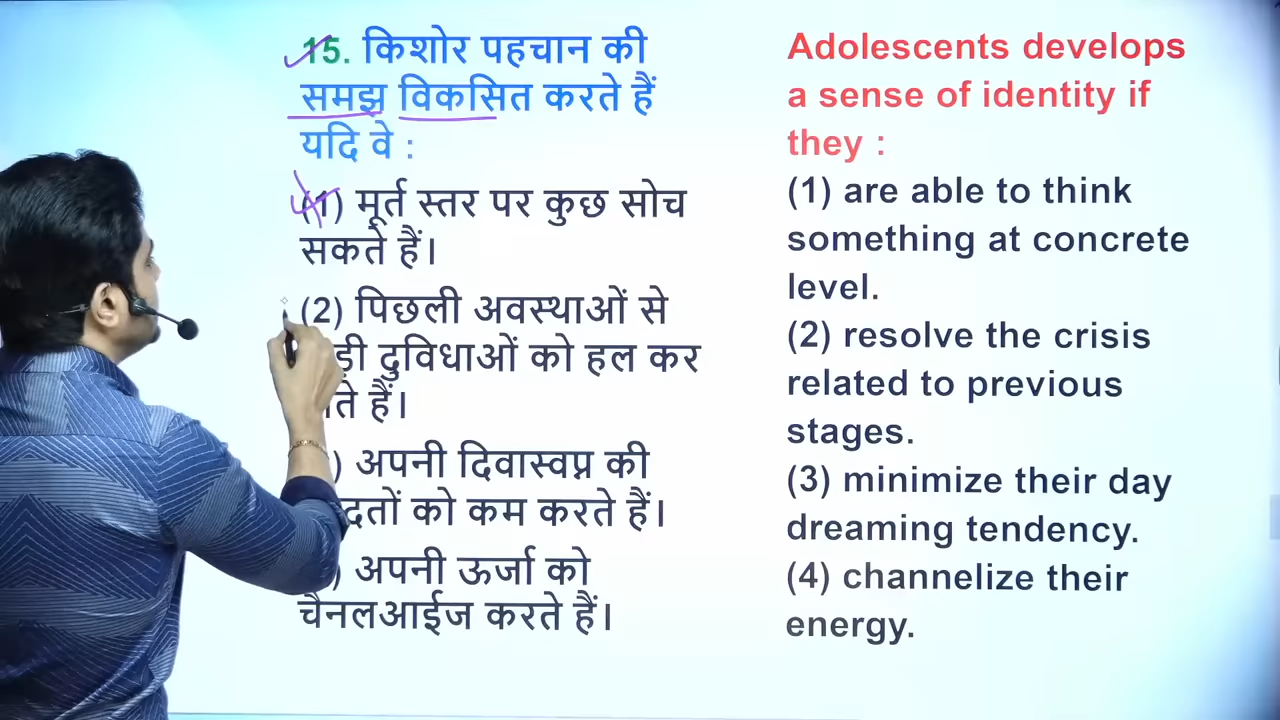 15. किशोर पहचान की
समझ विकसित करते हैं
यदि वे :
(1) मूर्त स्तर पर कुछ सोच
सकते हैं।
(2) पिछली अवस्थाओं से
दुविधाओं को हल कर
हैं।
अपनी दिवास्वप्न की
को कम करते हैं।
अपनी ऊर्जा को
चैनलआईज करते हैं।
Adolescents develops
a sense of identity if
they :
(1) are able to think
something at concrete
level.
(2) resolve the crisis
related to previous
stages.
(3) minimize their day
dreaming tendency.
(4) channelize their
energy.